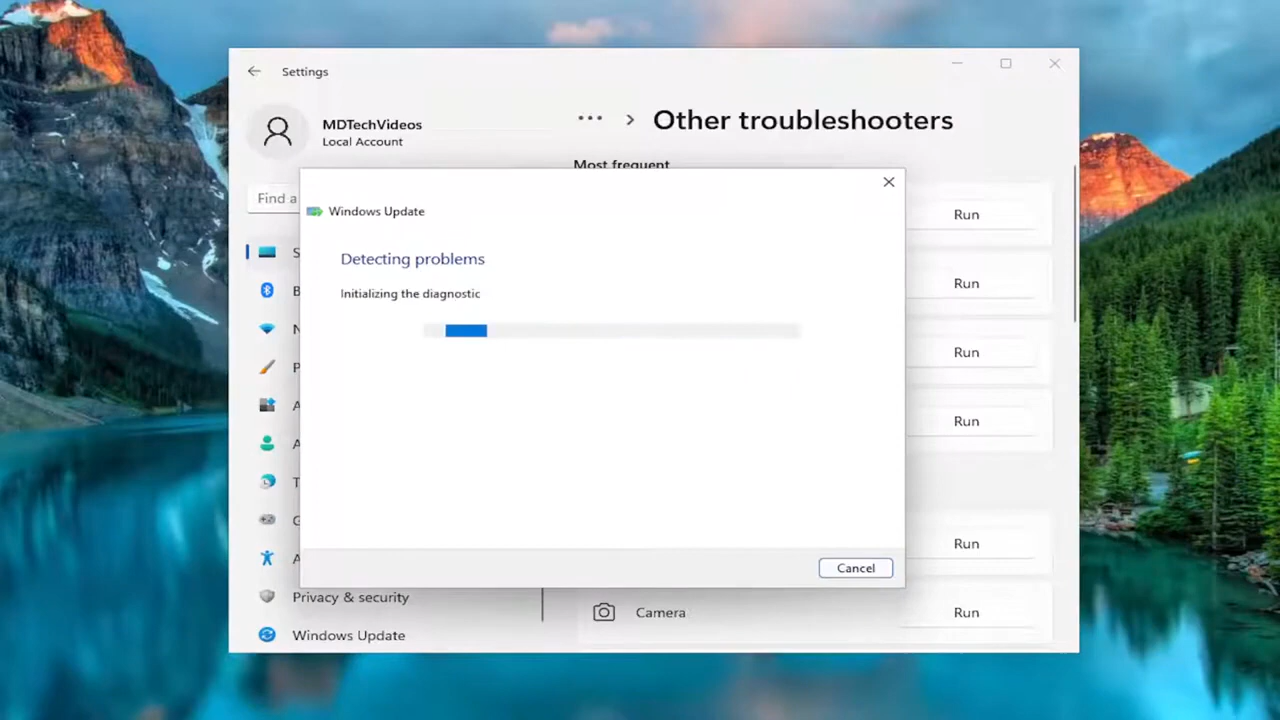 Settings
MDTechVideos
Local Account
Find a
... > Other troubleshooters
Most frequent
Windows Update
Detecting problems
Initializing the diagnostic
Cancel
Run
Run
Run
Run
Run
S
B
N
P
A
A
T
G
A
Privacy & security
Windows Update
Camera
Run